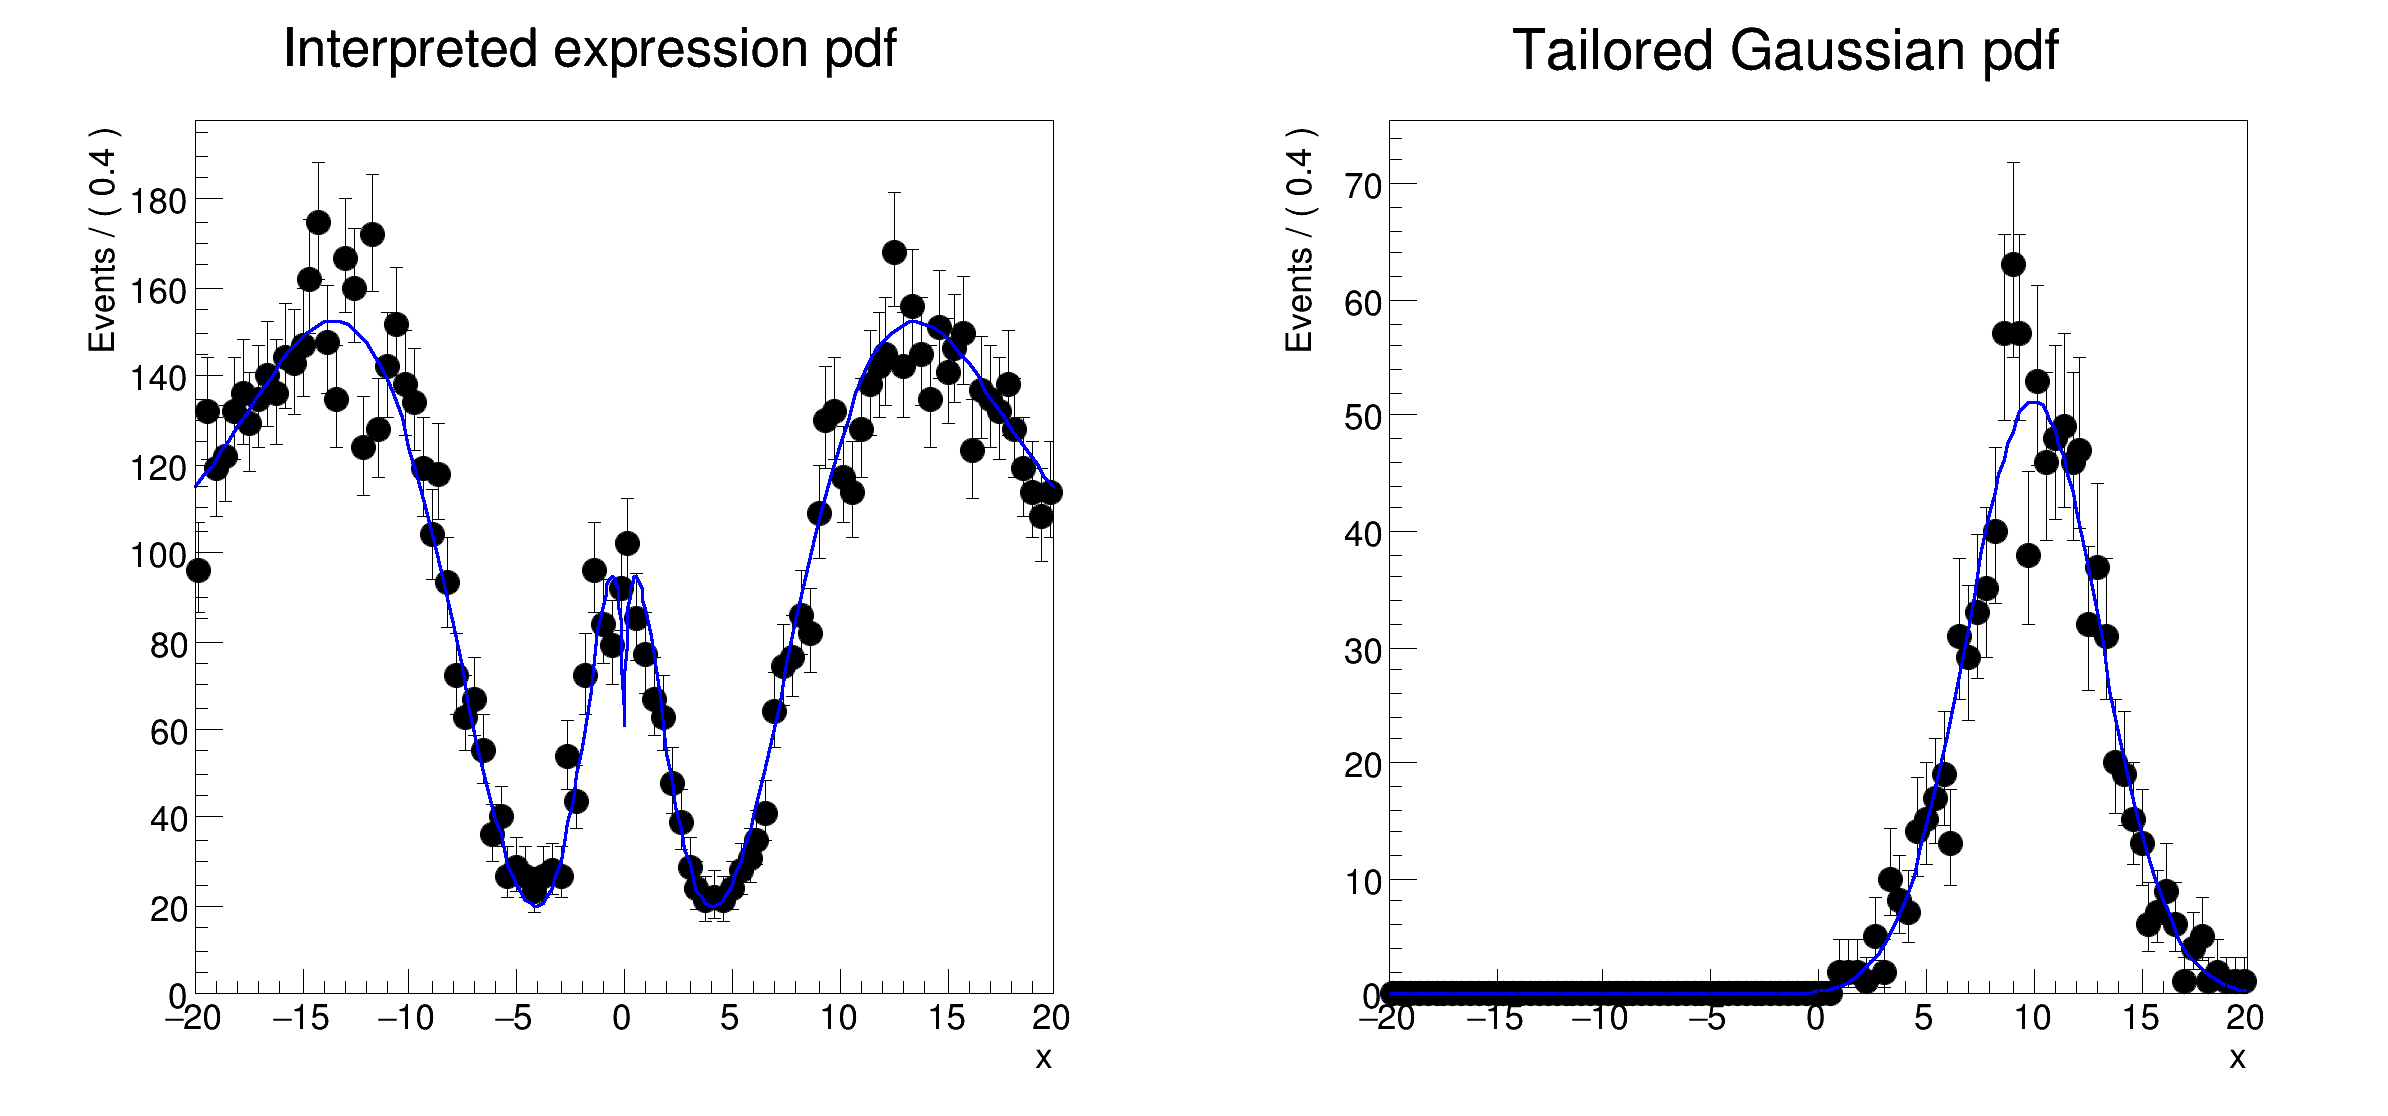 Interpreted expression pdf
Events / ( 0.4 )
180
160
140
120
100
80
60
40
20
0
−20 −15 −10 −5 0 5 10 15 20
x
Tailored Gaussian pdf
Events / ( 0.4 )
70
60
50
40
30
20
10
0
−20 −15 −10 −5 0 5 10 15 20
x